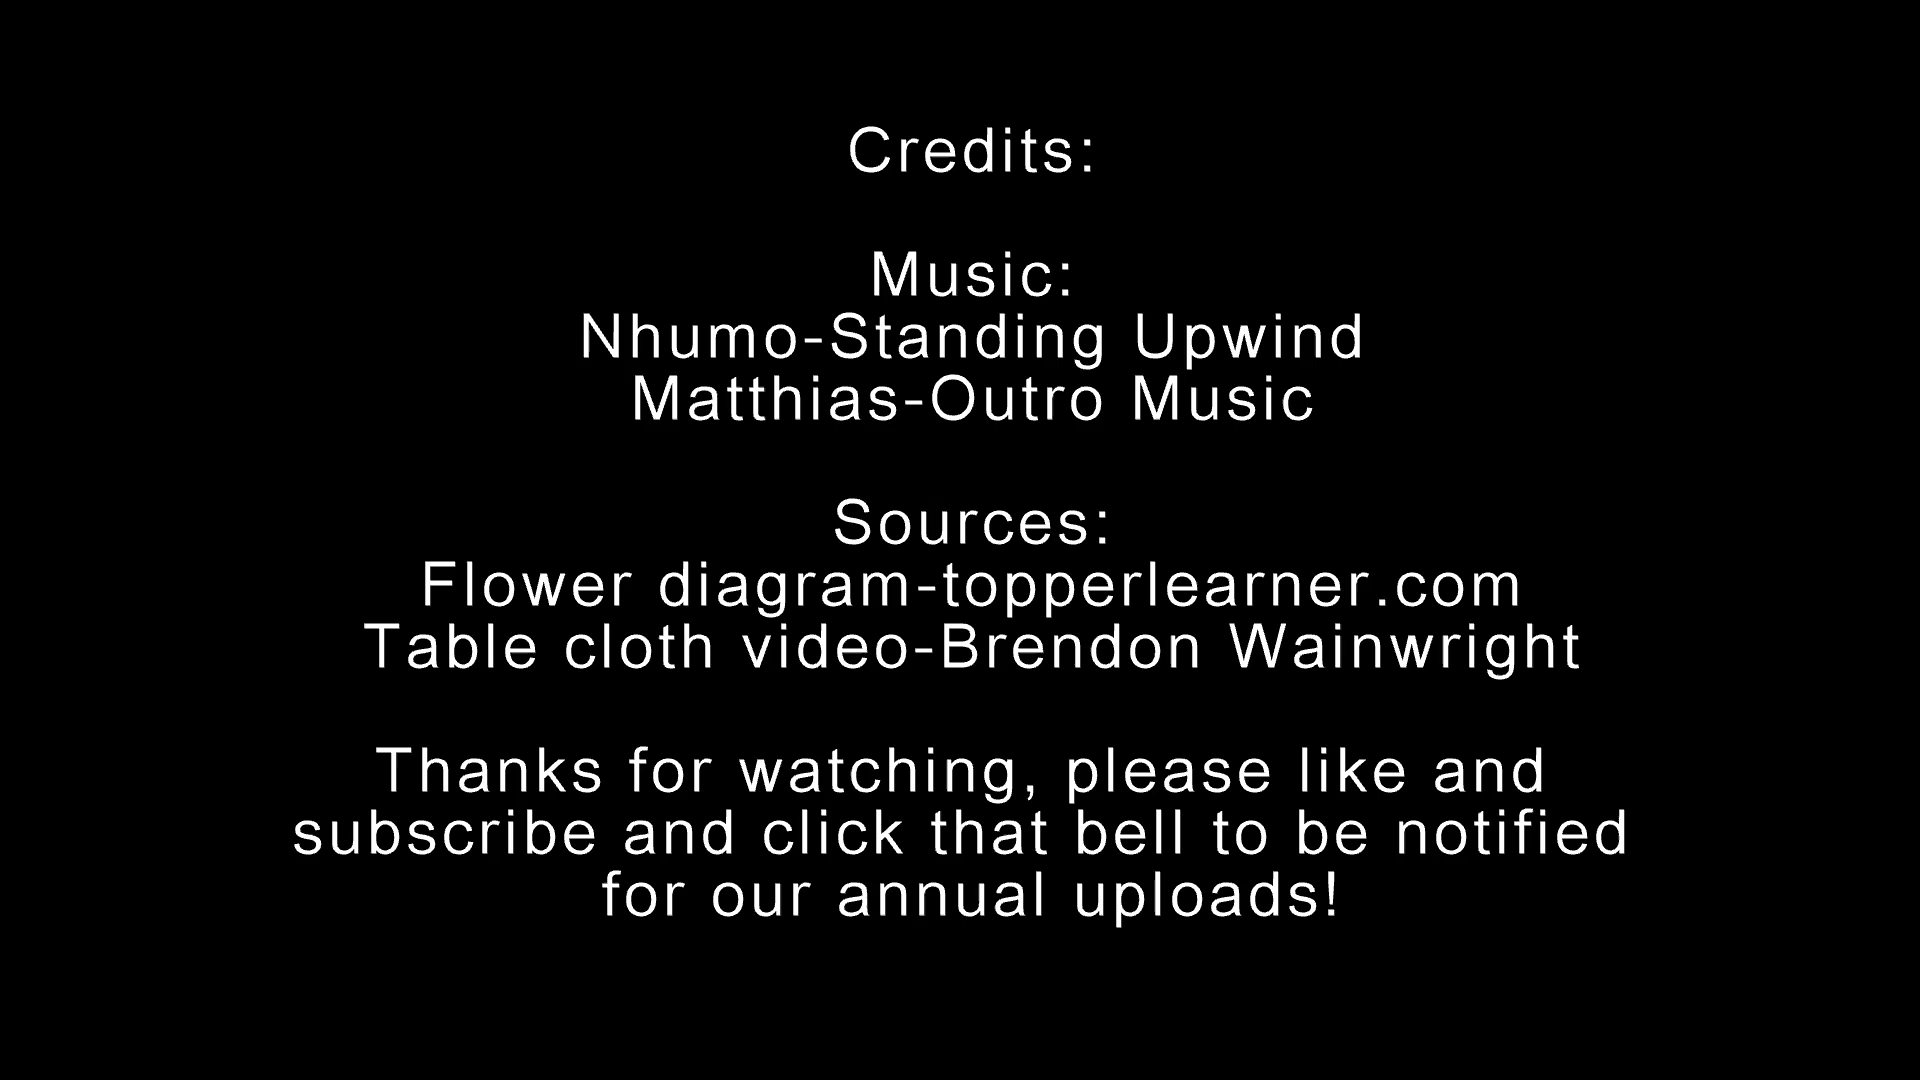 Credits:
Music:
Nhumo-Standing Upwind
Matthias-Outro Music
Sources:
Flower diagram-topperlearner.com
Table cloth video-Brendon Wainwright
Thanks for watching, please like and
subscribe and click that bell to be notified
for our annual uploads!